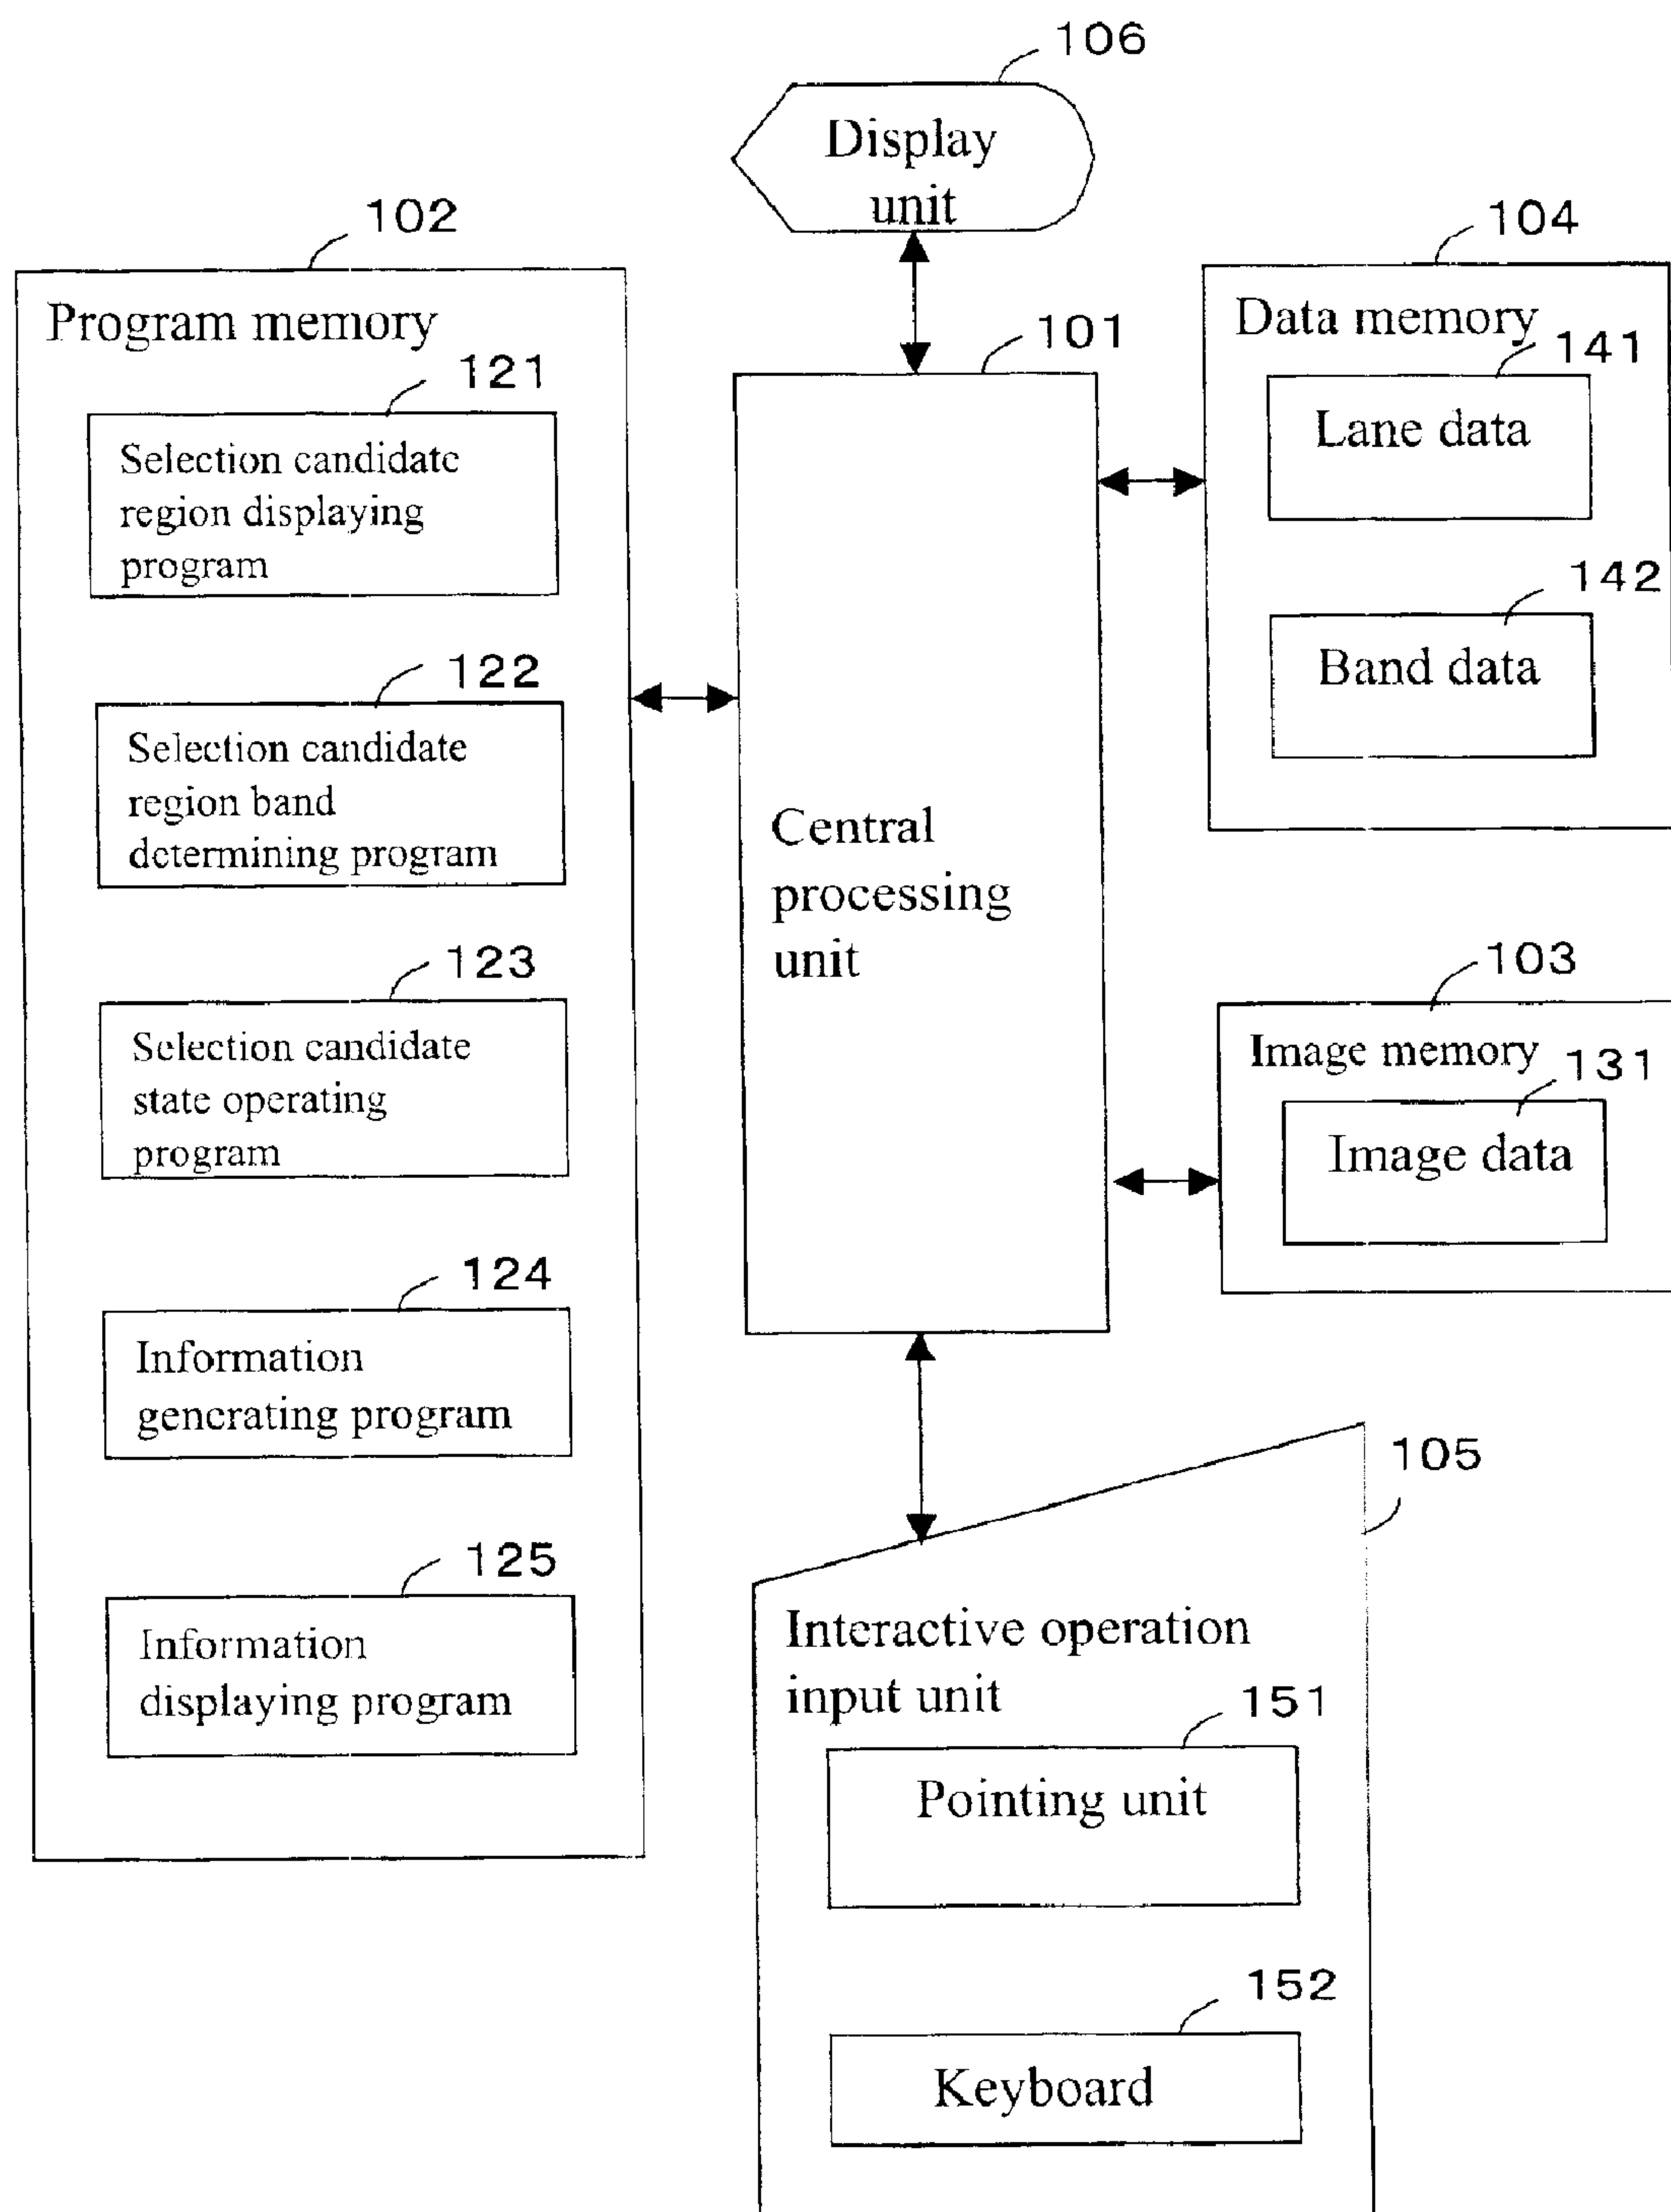 106
Display
unit
102
Program memory
121
Selection candidate
region displaying
program
122
Selection candidate
region band
determining program
123
Selection candidate
state operating
program
124
Information
generating program
125
Information
displaying program
101
Central
processing
unit
104
Data memory
141
Lane data
142
Band data
103
Image memory
131
Image data
105
Interactive operation
input unit
151
Pointing unit
152
Keyboard